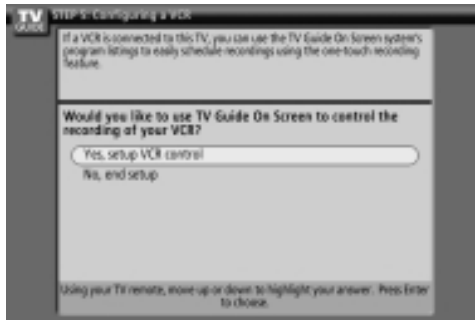 TV
GUIDE
STEP 5: Configuring a VCR
If a VCR is connected to this TV, you can use the TV Guide On Screen system's
program listings to easily schedule recordings using the one-touch recording
feature.
Would you like to use TV Guide On Screen to control the
recording of your VCR?
Yes, setup VCR control
No, end setup
Using your TV remote, move up or down to highlight your answer. Press Enter
to choose.